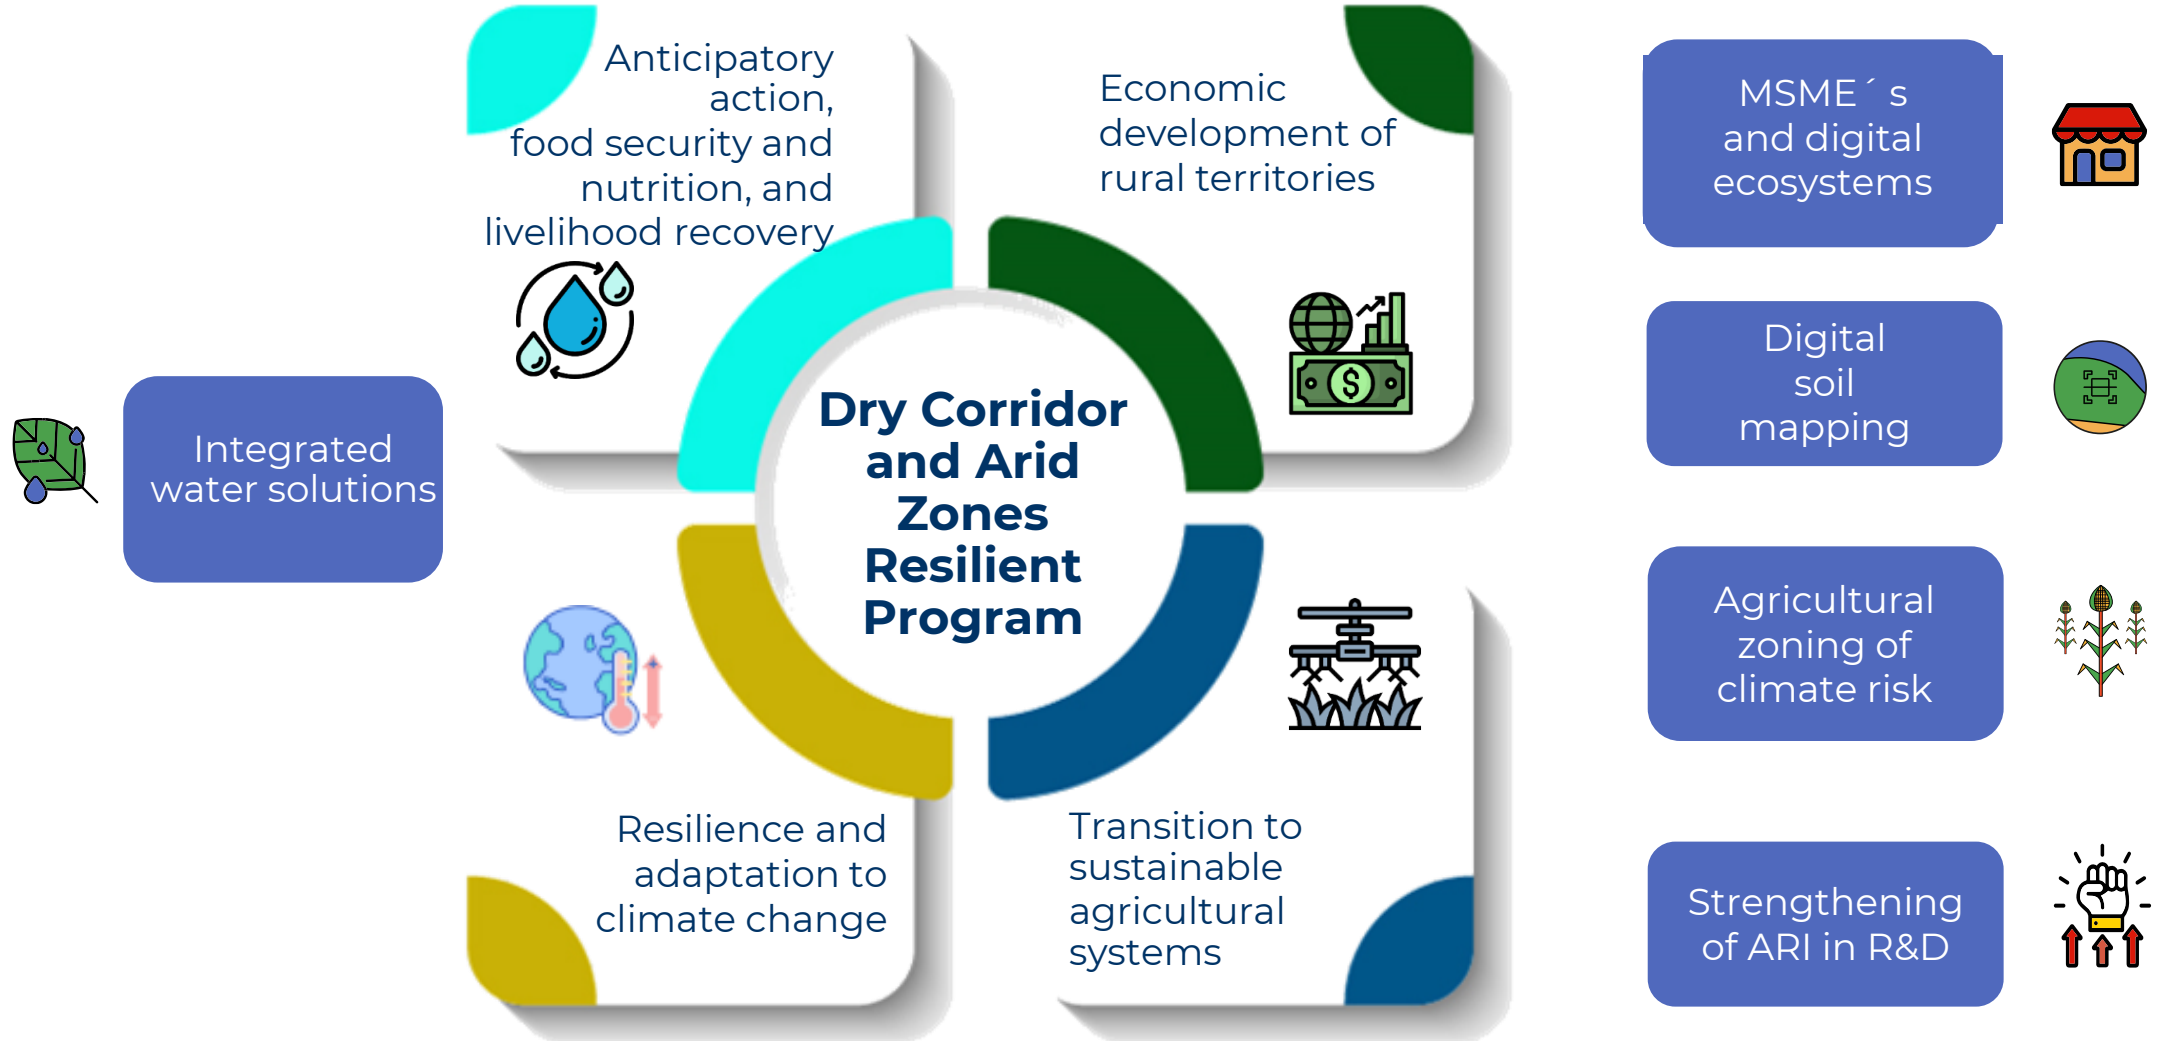 Anticipatory
action,
food security and
nutrition, and
livelihood recovery
Economic
development of
rural territories
MSME´s
and digital
ecosystems
Digital
soil
mapping
Integrated
water solutions
Dry Corridor
and Arid
Zones
Resilient
Program
$
Agricultural
zoning of
climate risk
Resilience and
adaptation to
climate change
Transition to
sustainable
agricultural
systems
Strengthening
of ARI in R&D